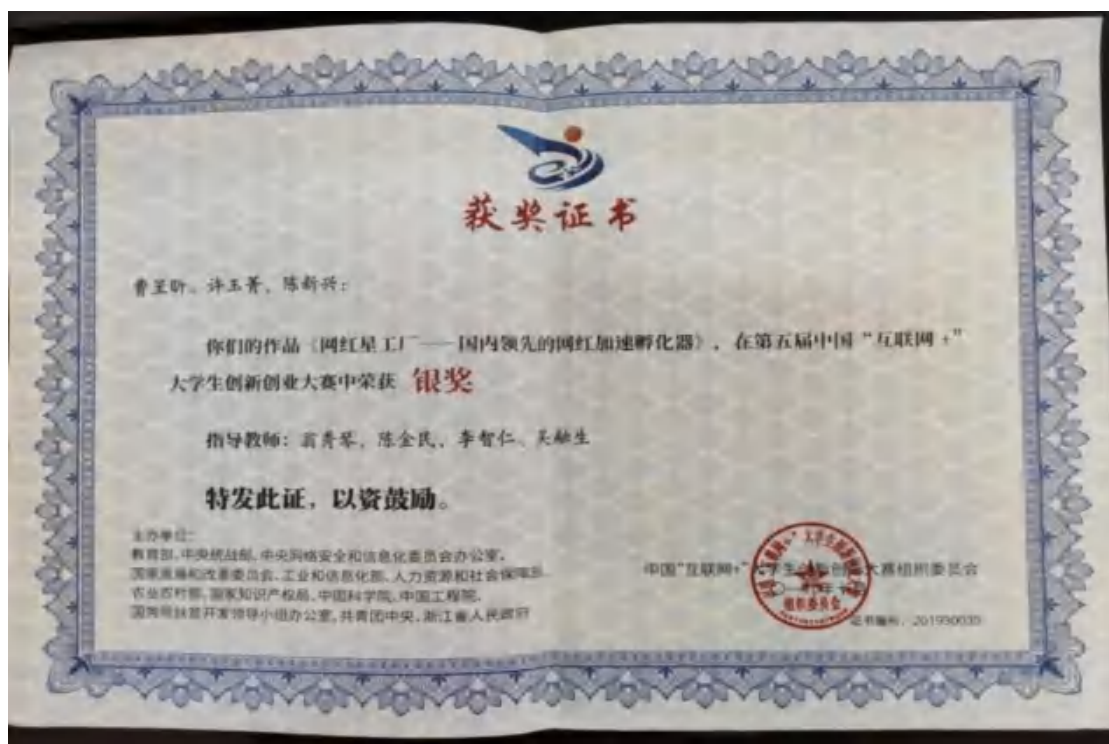 获奖证书
费至昕、许玉菁、陈新兴:
你们的作品《网红星工厂——国内领先的网红加速孵化器》,在第五届中国“互联网+”
大学生创新创业大赛中荣获 银奖
指导教师:翁秀琴、陈金民、李智仁、吴融生
特发此证,以资鼓励。
主办单位:
教育部、中央统战部、中央网络安全和信息化委员会办公室、
国家发展和改革委员会、工业和信息化部、人力资源和社会保障部、
农业农村部、国家知识产权局、中国科学院、中国工程院、
国务院扶贫开发领导小组办公室、共青团中央、浙江省人民政府
中国“互联网+”大学生创新创业大赛组织委员会
组织委员会
证书编号: